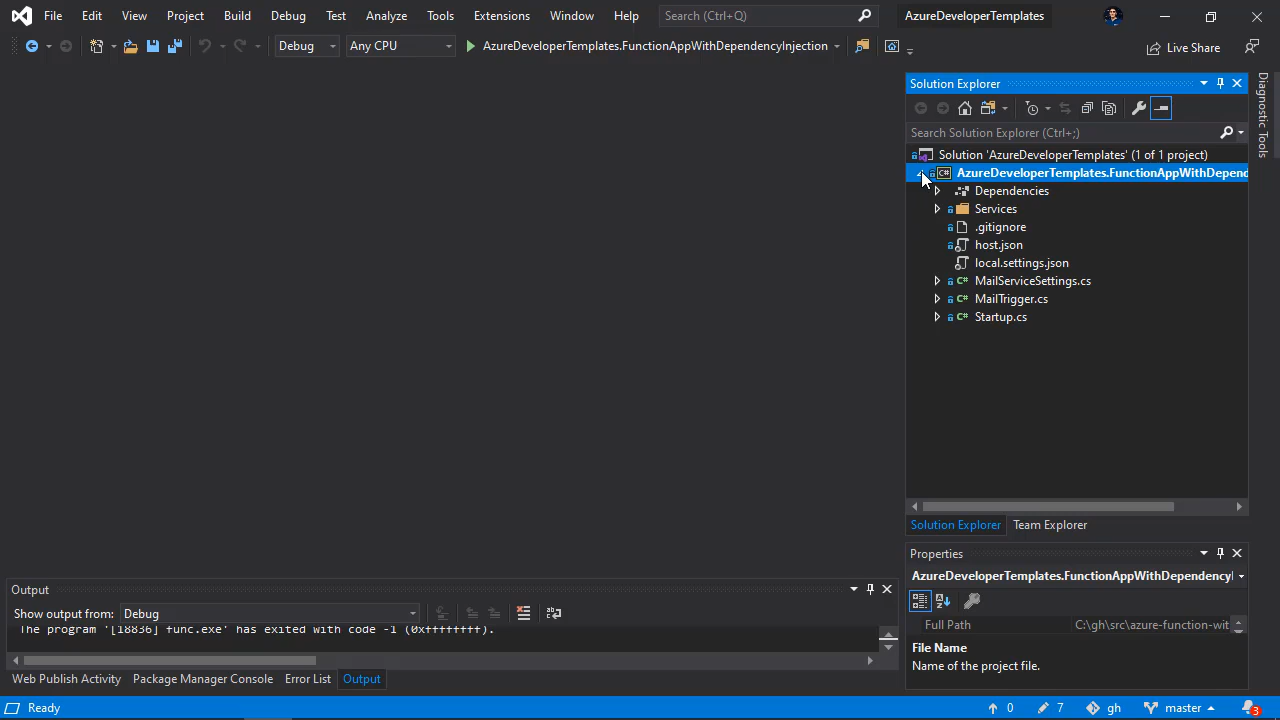 File Edit View Project Build Debug Test Analyze Tools Extensions Window Help Search (Ctrl+Q) AzureDeveloperTemplates
Debug Any CPU AzureDeveloperTemplates.FunctionAppWithDependencyInjection Live Share
Solution Explorer
Search Solution Explorer (Ctrl+;)
Solution 'AzureDeveloperTemplates' (1 of 1 project)
C# AzureDeveloperTemplates.FunctionAppWithDepend
Dependencies
Services
.gitignore
host.json
local.settings.json
C# MailServiceSettings.cs
C# MailTrigger.cs
C# Startup.cs
Diagnostic Tools
Solution Explorer Team Explorer
Properties
AzureDeveloperTemplates.FunctionAppWithDependencyI
Full Path C:\gh\src\azure-function-wit
File Name
Name of the project file.
Output
Show output from: Debug
The program '[18836] func.exe' has exited with code -1 (0xffffffff).
Web Publish Activity Package Manager Console Error List Output
Ready 0 7 gh master 3